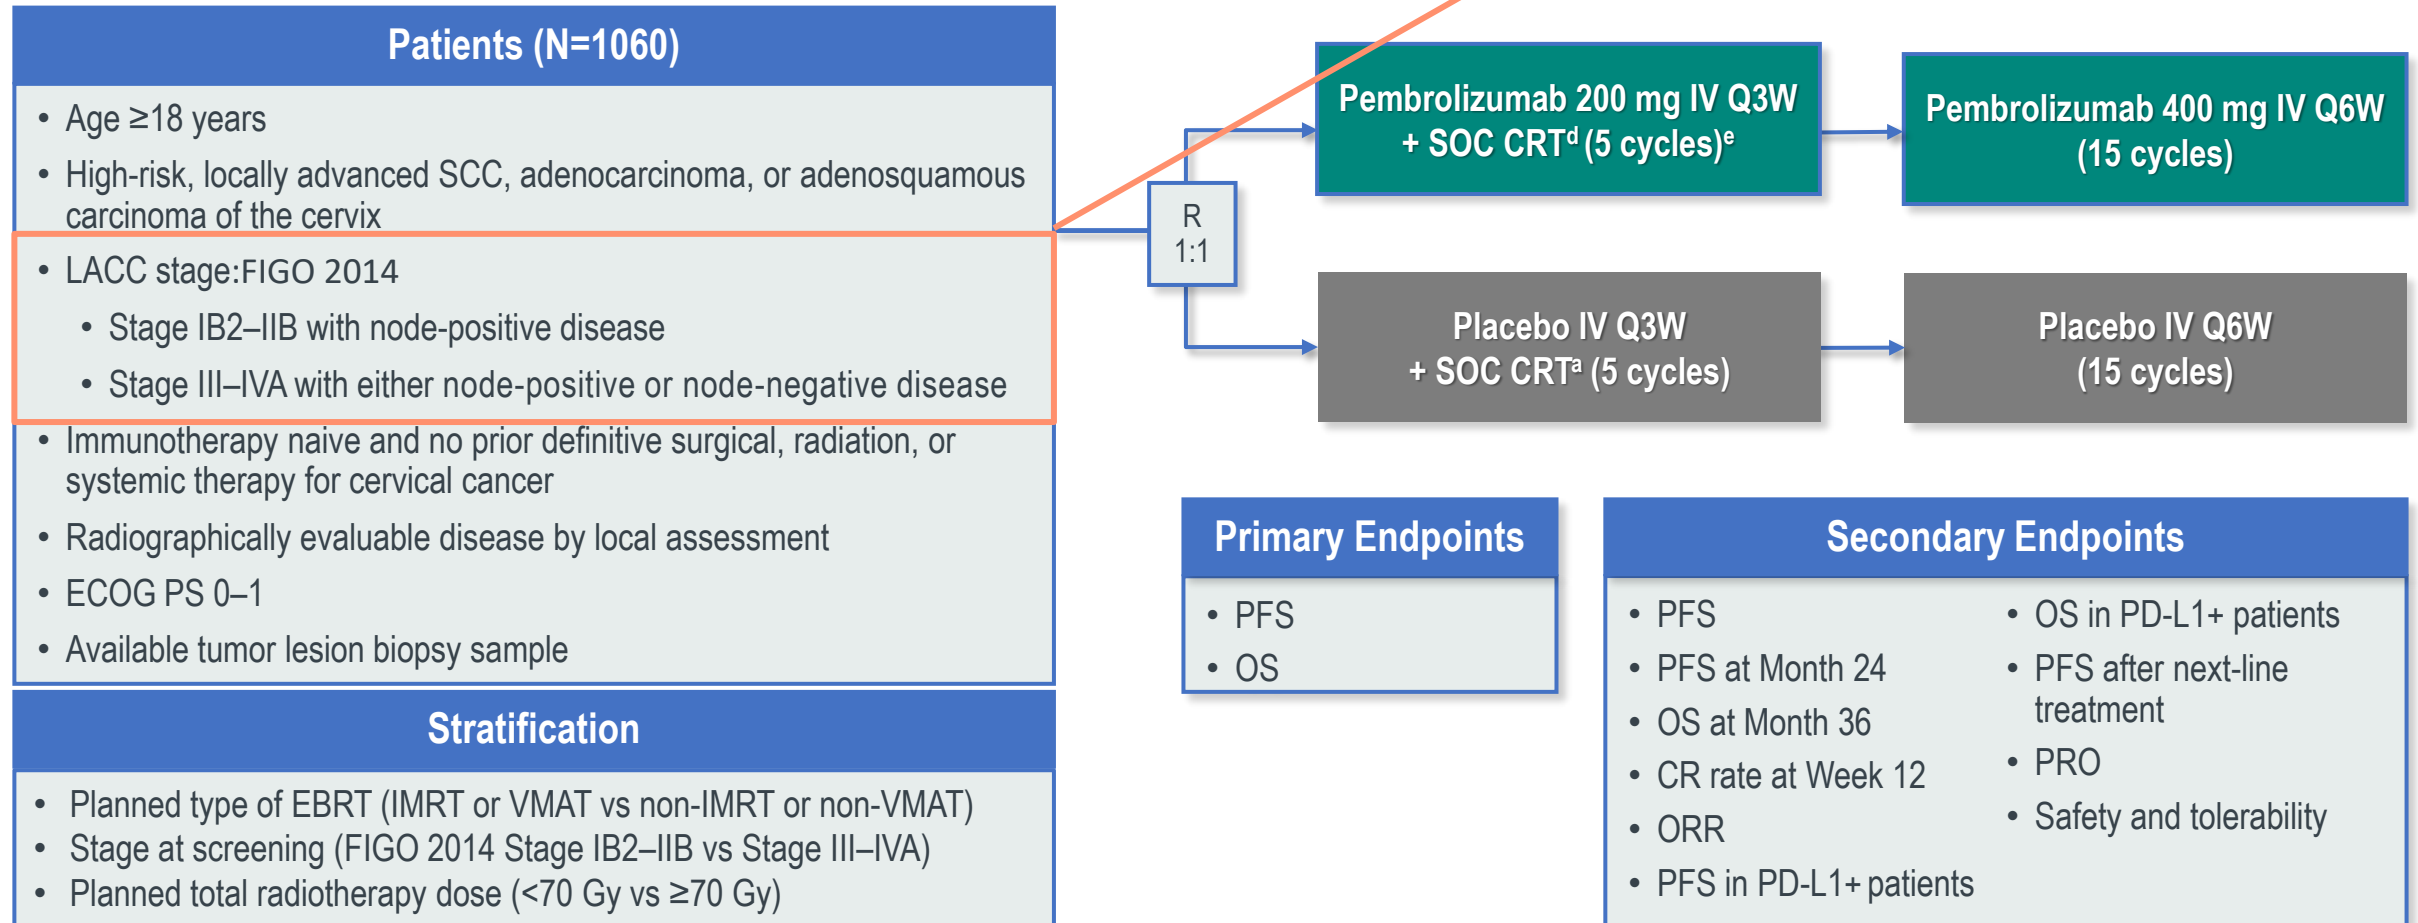 Patients (N=1060)
• Age ≥18 years
• High-risk, locally advanced SCC, adenocarcinoma, or adenosquamous
carcinoma of the cervix
• LACC stage:FIGO 2014
• Stage IB2–IIB with node-positive disease
• Stage III–IVA with either node-positive or node-negative disease
• Immunotherapy naive and no prior definitive surgical, radiation, or
systemic therapy for cervical cancer
• Radiographically evaluable disease by local assessment
• ECOG PS 0–1
• Available tumor lesion biopsy sample
Stratification
• Planned type of EBRT (IMRT or VMAT vs non-IMRT or non-VMAT)
• Stage at screening (FIGO 2014 Stage IB2–IIB vs Stage III–IVA)
• Planned total radiotherapy dose (<70 Gy vs ≥70 Gy)
R
1:1
Pembrolizumab 200 mg IV Q3W
+ SOC CRTᵈ (5 cycles)ᵉ
Pembrolizumab 400 mg IV Q6W
(15 cycles)
Placebo IV Q3W
+ SOC CRTᵃ (5 cycles)
Placebo IV Q6W
(15 cycles)
Primary Endpoints
• PFS
• OS
Secondary Endpoints
• PFS
• PFS at Month 24
• OS at Month 36
• CR rate at Week 12
• ORR
• PFS in PD-L1+ patients
• OS in PD-L1+ patients
• PFS after next-line
treatment
• PRO
• Safety and tolerability